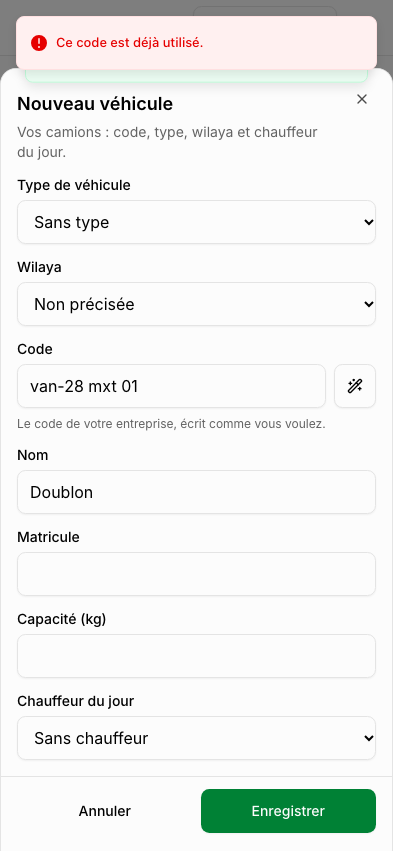 Ce code est déjà utilisé.
Nouveau véhicule
Vos camions : code, type, wilaya et chauffeur
du jour.
Type de véhicule
Sans type
Wilaya
Non précisée
Code
van-28 mxt 01
Le code de votre entreprise, écrit comme vous voulez.
Nom
Doublon
Matricule
Capacité (kg)
Chauffeur du jour
Sans chauffeur
Annuler
Enregistrer